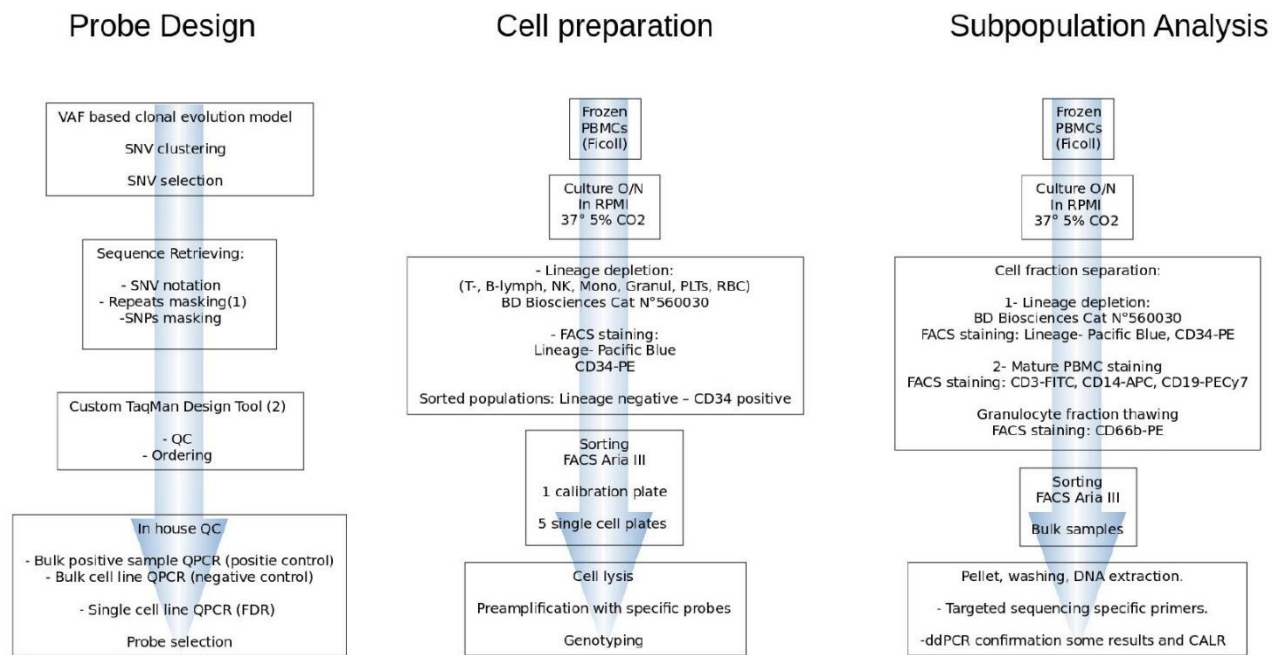 Probe Design
VAF based clonal evolution model
SNV clustering
SNV selection
Sequence Retrieving:
- SNV notation
- Repeats masking(1)
-SNPs masking
Custom TaqMan Design Tool (2)
- QC
- Ordering
In house QC
- Bulk positive sample QPCR (positie control)
- Bulk cell line QPCR (negative control)
- Single cell line QPCR (FDR)
Probe selection
Cell preparation
Frozen
PBMCs
(Ficoll)
Culture O/N
In RPMI
37° 5% CO2
- Lineage depletion:
(T-, B-lymph, NK, Mono, Granul, PLTs, RBC)
BD Biosciences Cat N°560030
- FACS staining:
Lineage- Pacific Blue
CD34-PE
Sorted populations: Lineage negative – CD34 positive
Sorting
FACS Aria III
1 calibration plate
5 single cell plates
Cell lysis
Preamplification with specific probes
Genotyping
Subpopulation Analysis
Frozen
PBMCs
(Ficoll)
Culture O/N
In RPMI
37° 5% CO2
Cell fraction separation:
1- Lineage depletion:
BD Biosciences Cat N°560030
FACS staining: Lineage- Pacific Blue, CD34-PE
2- Mature PBMC staining
FACS staining: CD3-FITC, CD14-APC, CD19-PECy7
Granulocyte fraction thawing
FACS staining: CD66b-PE
Sorting
FACS Aria III
Bulk samples
Pellet, washing, DNA extraction.
- Targeted sequencing specific primers.
-ddPCR confirmation some results and CALR